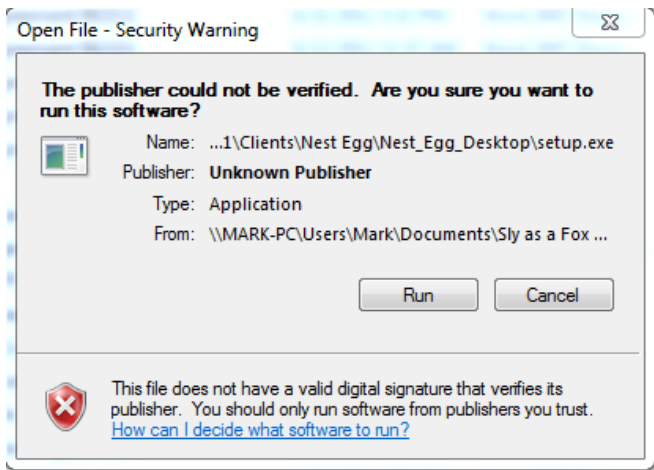 Open File - Security Warning
The publisher could not be verified. Are you sure you want to
run this software?
Name: ...1\Clients\Nest Egg\Nest_Egg_Desktop\setup.exe
Publisher: Unknown Publisher
Type: Application
From: \\MARK-PC\Users\Mark\Documents\Sly as a Fox ...
Run Cancel
This file does not have a valid digital signature that verifies its
publisher. You should only run software from publishers you trust.
How can I decide what software to run?